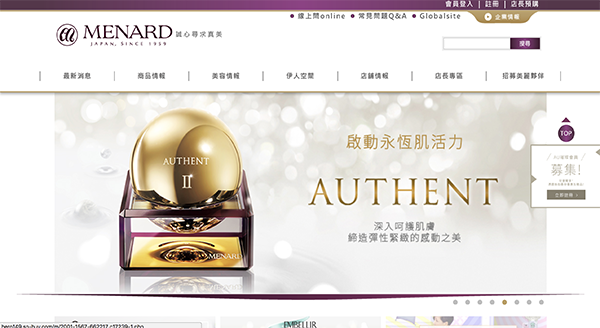 會員登入 | 註冊 | 店長預購
線上問online 常見問題Q&A Globalsite 企業情報
MENARD 誠心尋求真美
JAPAN, SINCE 1959
搜尋
最新消息 商品情報 美容情報 伊人空間 店舖情報 店長專區 招募美麗夥伴
AUTHENT
II
MENARD
啟動永恆肌活力
AUTHENT
深入呵護肌膚
締造彈性緊緻的感動之美
TOP
募集!
EMBELLIR